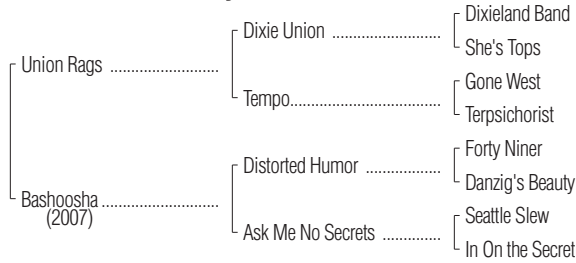 Dixieland Band
Dixie Union ..................
She's Tops
Union Rags ......................
Gone West
Tempo..............................
Terpsichorist
Forty Niner
Distorted Humor ...............
Danzig's Beauty
Bashoosha .......................
(2007)
Seattle Slew
Ask Me No Secrets .............
In On the Secret